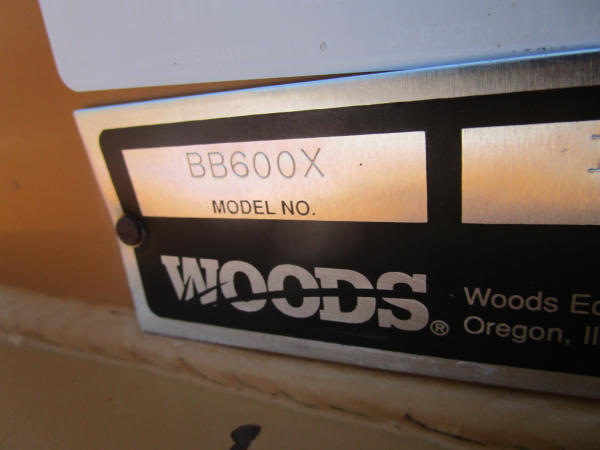 BB600X
MODEL NO.
WOODS®
Woods
Oregon,